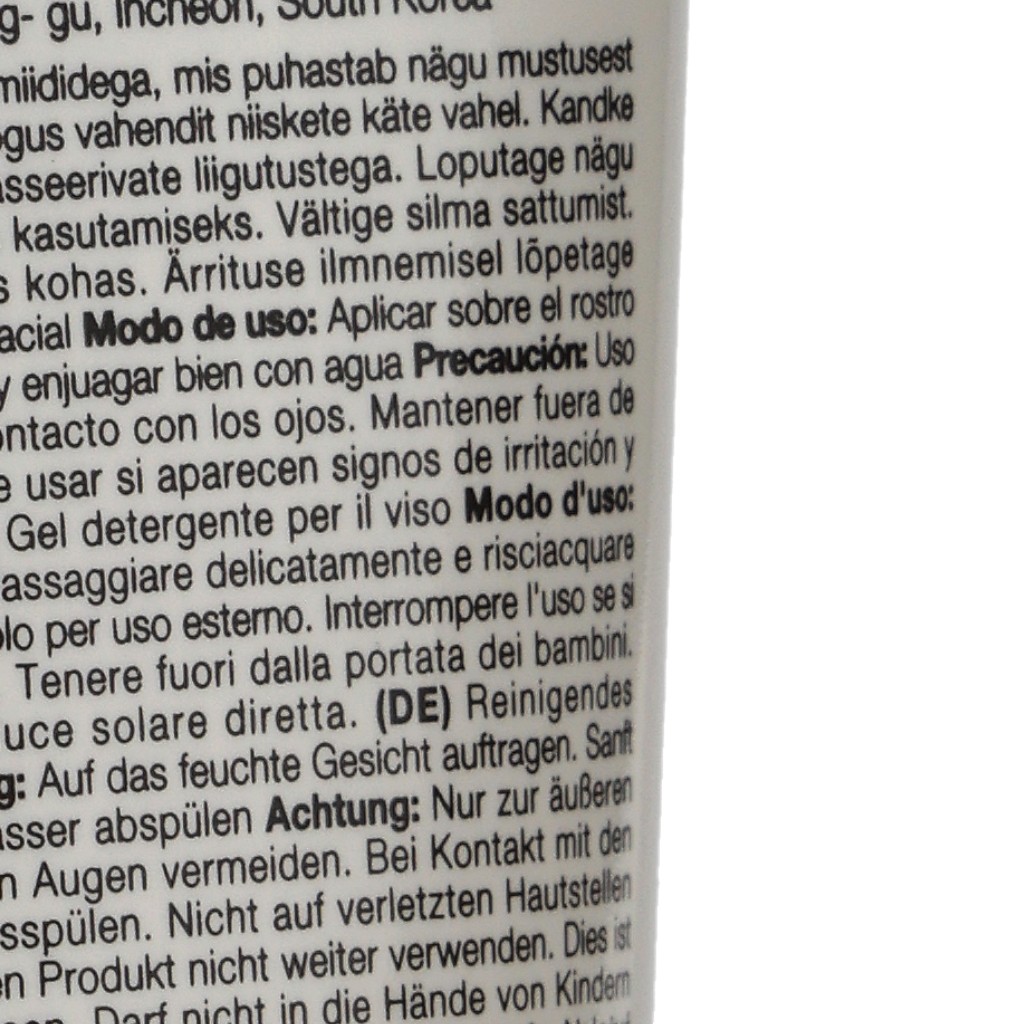 g- gu, Incheon, South Korea
miididega, mis puhastab nägu mustusest
ogus vahendit niiskete käte vahel. Kandke
asseerivate liigutustega. Loputage nägu
kasutamiseks. Vältige silma sattumist.
s kohas. Ärrituse ilmnemisel lõpetage
acial Modo de uso: Aplicar sobre el rostro
y enjuagar bien con agua Precaución: Uso
ontacto con los ojos. Mantener fuera de
e usar si aparecen signos de irritación y
Gel detergente per il viso Modo d'uso:
assaggiare delicatamente e risciacquare
olo per uso esterno. Interrompere l'uso se si
Tenere fuori dalla portata dei bambini.
uce solare diretta. (DE) Reinigendes
g: Auf das feuchte Gesicht auftragen. Sanft
asser abspülen Achtung: Nur zur äußeren
n Augen vermeiden. Bei Kontakt mit den
sspülen. Nicht auf verletzten Hautstellen
en Produkt nicht weiter verwenden. Dies ist
Darf nicht in die Hände von Kindern